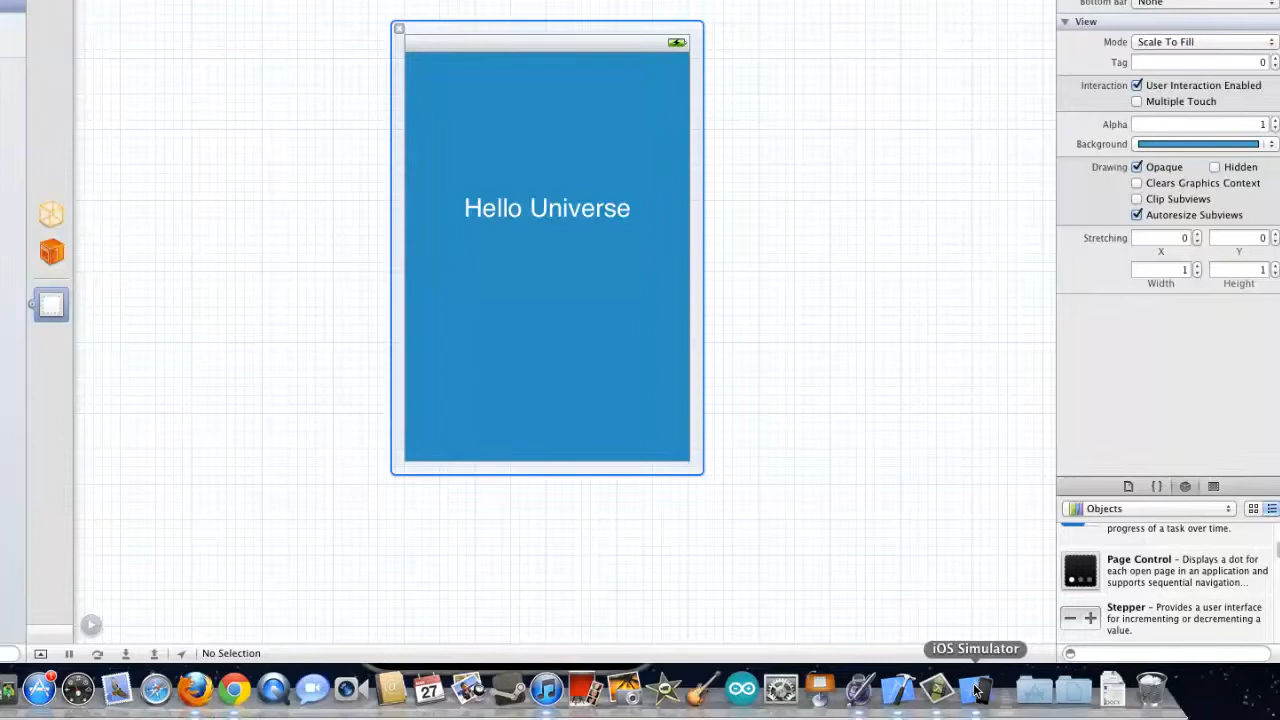 Bottom Bar None
View
Mode Scale To Fill
Tag 0
Interaction User Interaction Enabled
Multiple Touch
Alpha 1
Background
Drawing Opaque Hidden
Clears Graphics Context
Clip Subviews
Autoresize Subviews
Stretching 0 0
X Y
1 1
Width Height
Hello Universe
Objects
progress of a task over time.
Page Control – Displays a dot for
each open page in an application and
supports sequential navigation...
Stepper – Provides a user interface
for incrementing or decrementing a
value.
No Selection
iOS Simulator
27